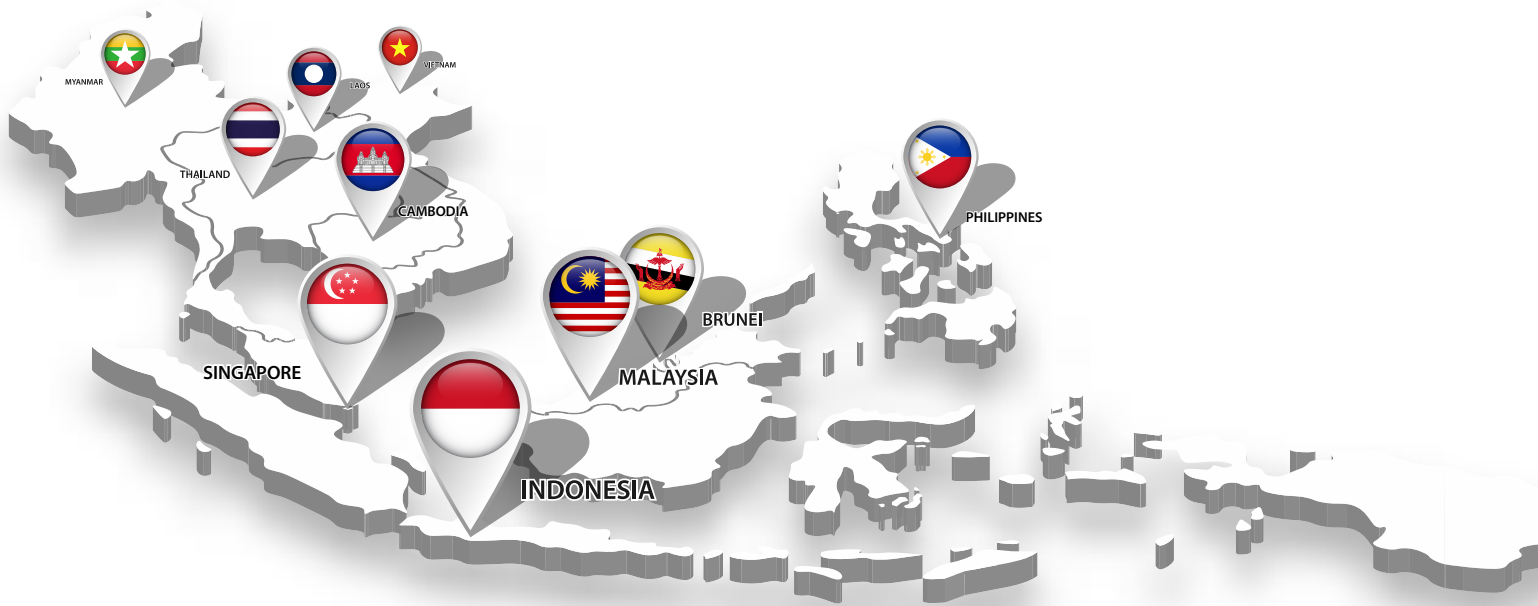 VIETNAM
MYANMAR
LAOS
THAILAND
CAMBODIA
PHILIPPINES
BRUNEI
SINGAPORE
MALAYSIA
INDONESIA